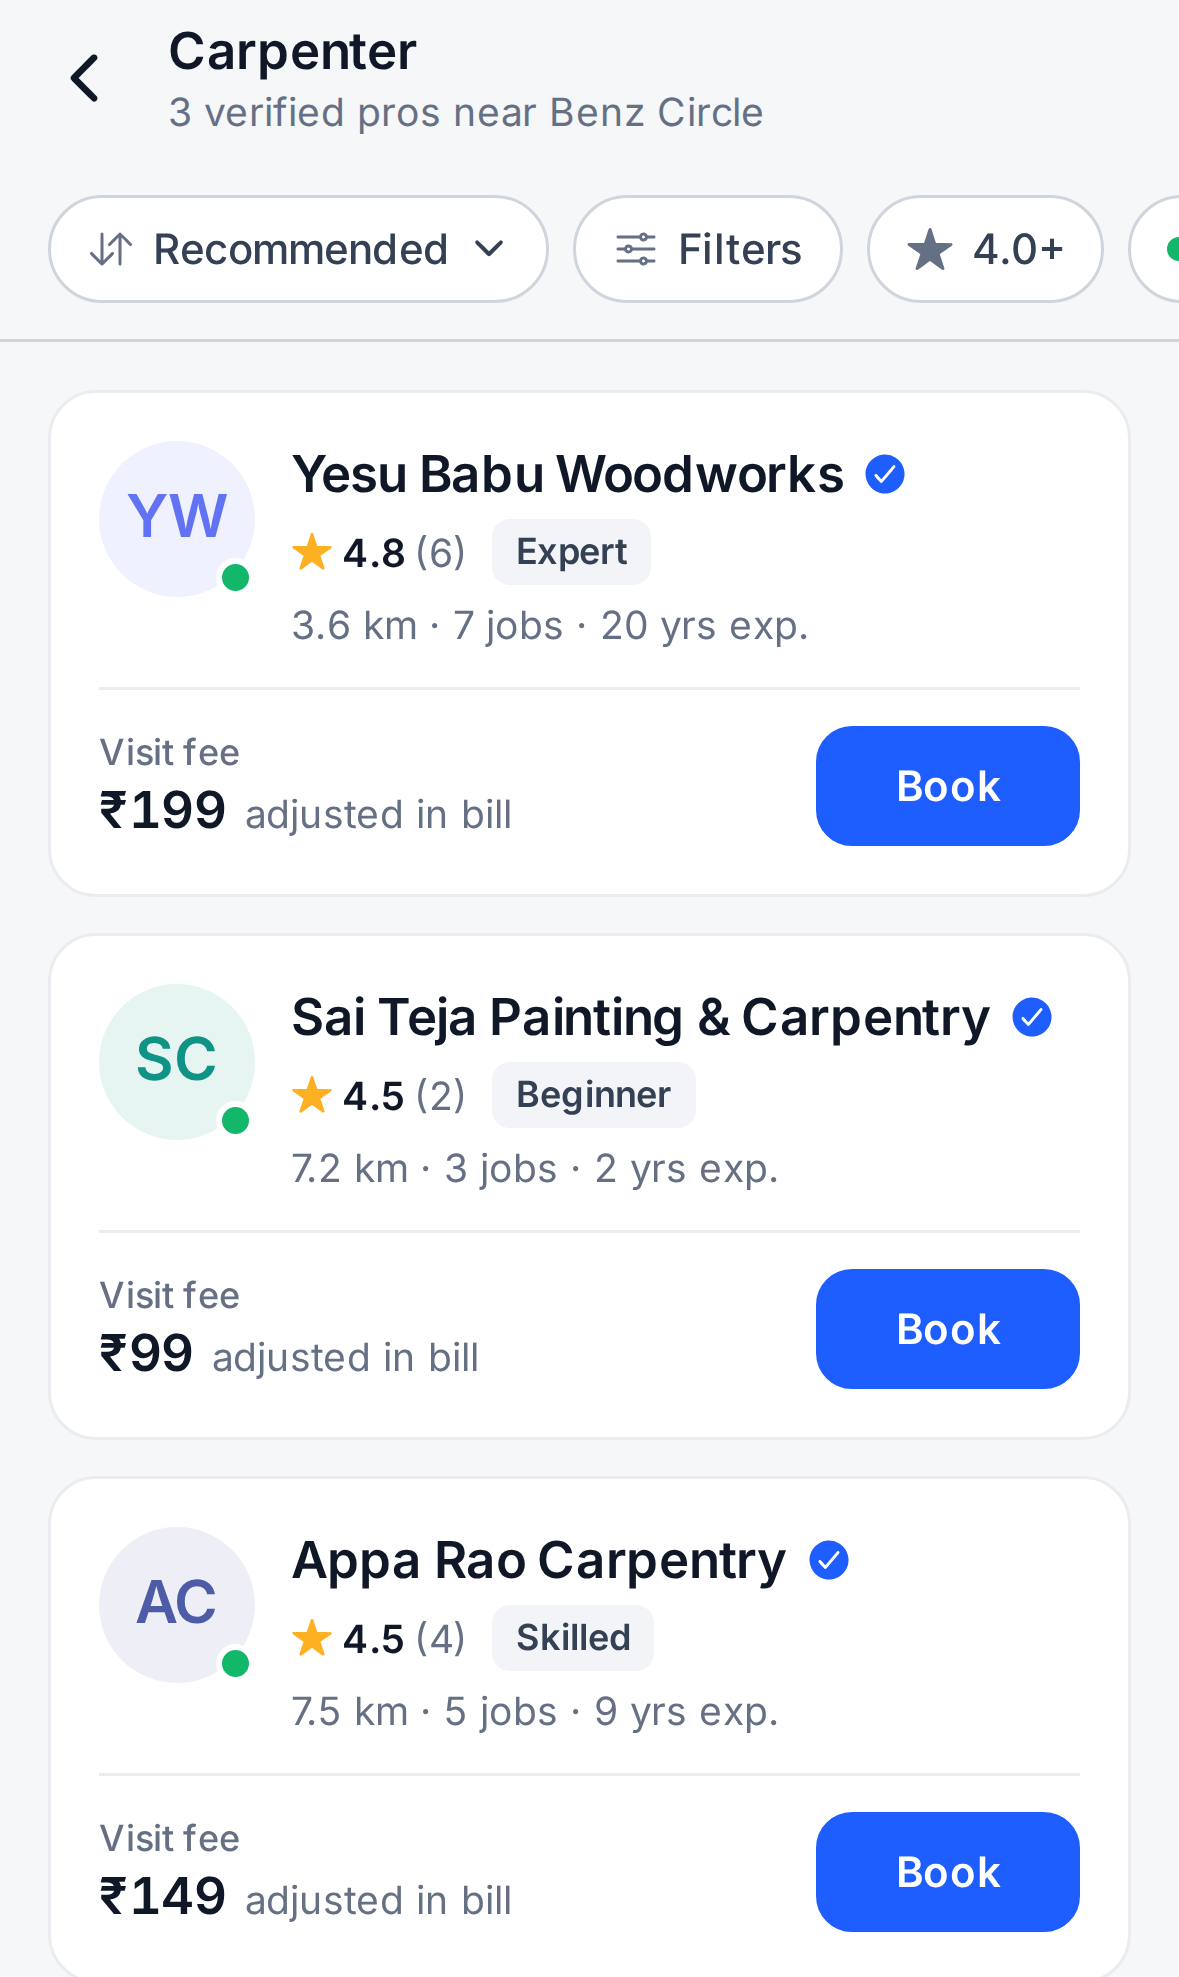 Carpenter
3 verified pros near Benz Circle
Recommended Filters 4.0+
YW
Yesu Babu Woodworks
4.8 (6) Expert
3.6 km · 7 jobs · 20 yrs exp.
Visit fee
₹199 adjusted in bill
Book
SC
Sai Teja Painting & Carpentry
4.5 (2) Beginner
7.2 km · 3 jobs · 2 yrs exp.
Visit fee
₹99 adjusted in bill
Book
AC
Appa Rao Carpentry
4.5 (4) Skilled
7.5 km · 5 jobs · 9 yrs exp.
Visit fee
₹149 adjusted in bill
Book